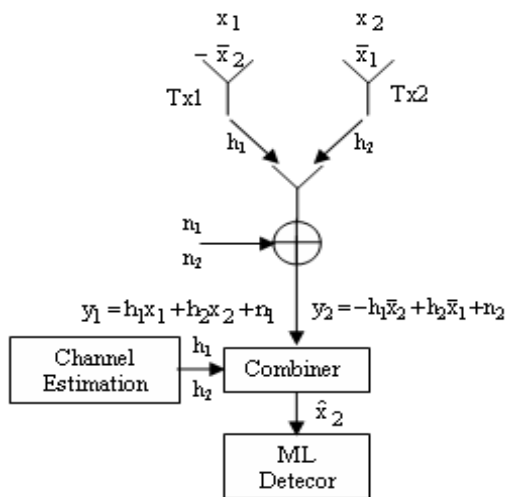 x₁ x₂
− x̄₂ x̄₁
Tx1 Tx2
h₁ h₂
n₁
n₂
y₁=h₁x₁+h₂x₂+n₁ y₂=−h₁x̄₂+h₂x̄₁+n₂
Channel
Estimation
h₁
h₂
Combiner
x̂₂
ML
Detecor